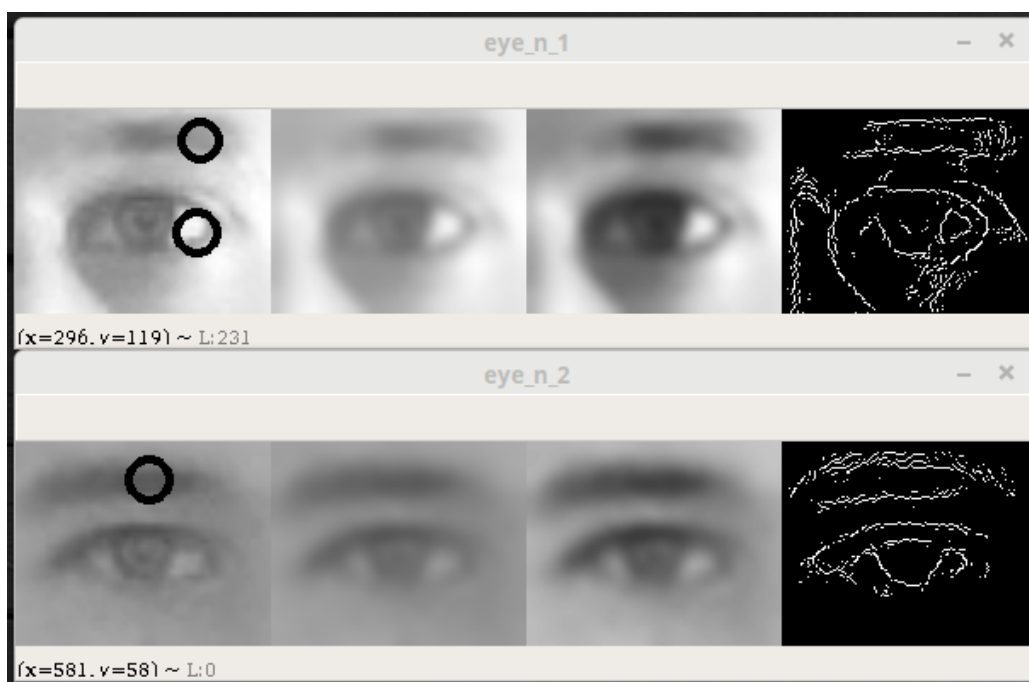 eye_n_1
(x=296, y=119) ~ L:231
eye_n_2
(x=581, y=58) ~ L:0